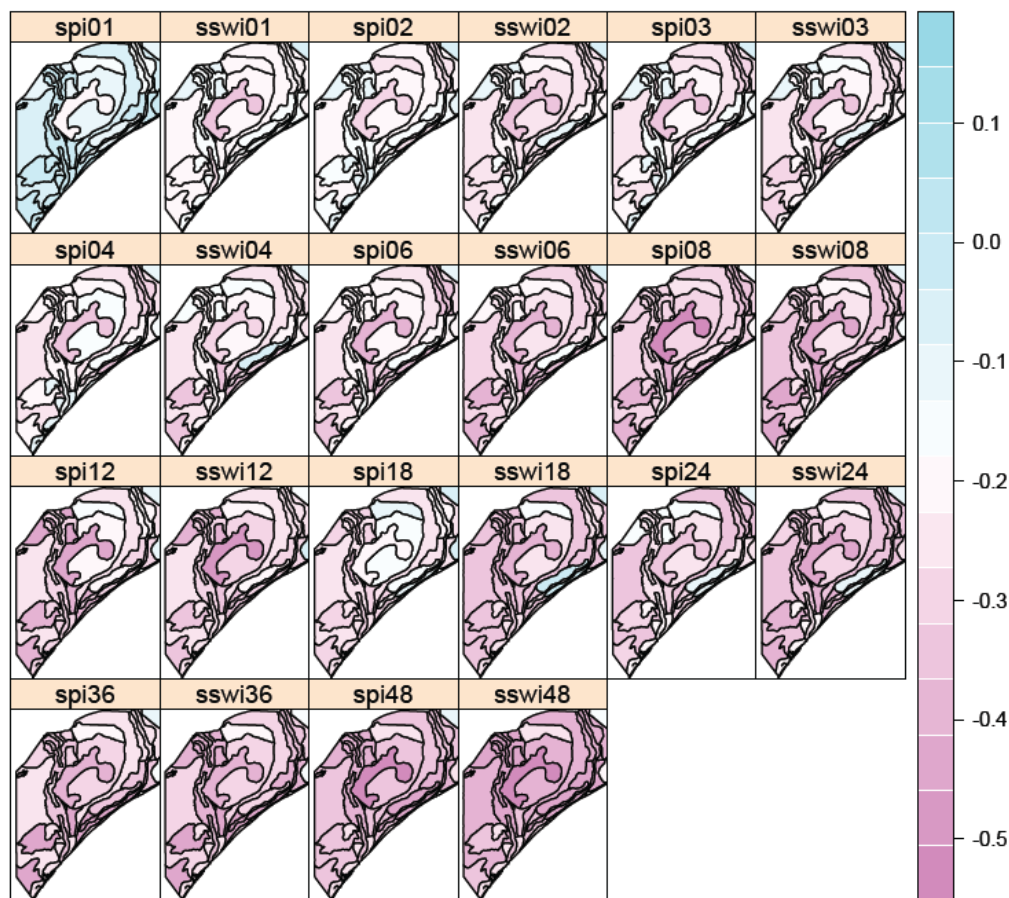 spi01 sswi01 spi02 sswi02 spi03 sswi03
0.1
0.0
spi04 sswi04 spi06 sswi06 spi08 sswi08
-0.1
-0.2
spi12 sswi12 spi18 sswi18 spi24 sswi24
-0.3
-0.4
spi36 sswi36 spi48 sswi48
-0.5